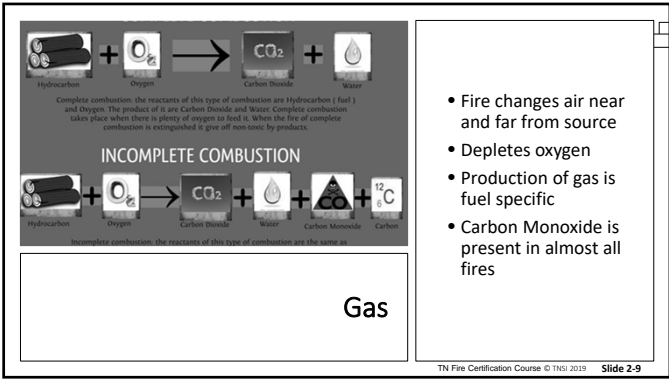 COMPLETE COMBUSTION
+ O₂ → CO₂ +
Hydrocarbon Oxygen Carbon Dioxide Water
Complete combustion: the reactants of this type of combustion are Hydrocarbon ( fuel )
and Oxygen. The product of it are Carbon Dioxide and Water. Complete combustion
takes place when there is plenty of oxygen to feed it. When the fire of complete
combustion is extinguished it give off non-toxic by products.
INCOMPLETE COMBUSTION
+ O₂ → CO₂ + + CO + 12 6 C
Hydrocarbon Oxygen Carbon Dioxide Water Carbon Monoxide Carbon
Incomplete combustion: the reactants of this type of combustion are the same as
Gas
• Fire changes air near
and far from source
• Depletes oxygen
• Production of gas is
fuel specific
• Carbon Monoxide is
present in almost all
fires
TN Fire Certification Course © TNSI 2019 Slide 2-9